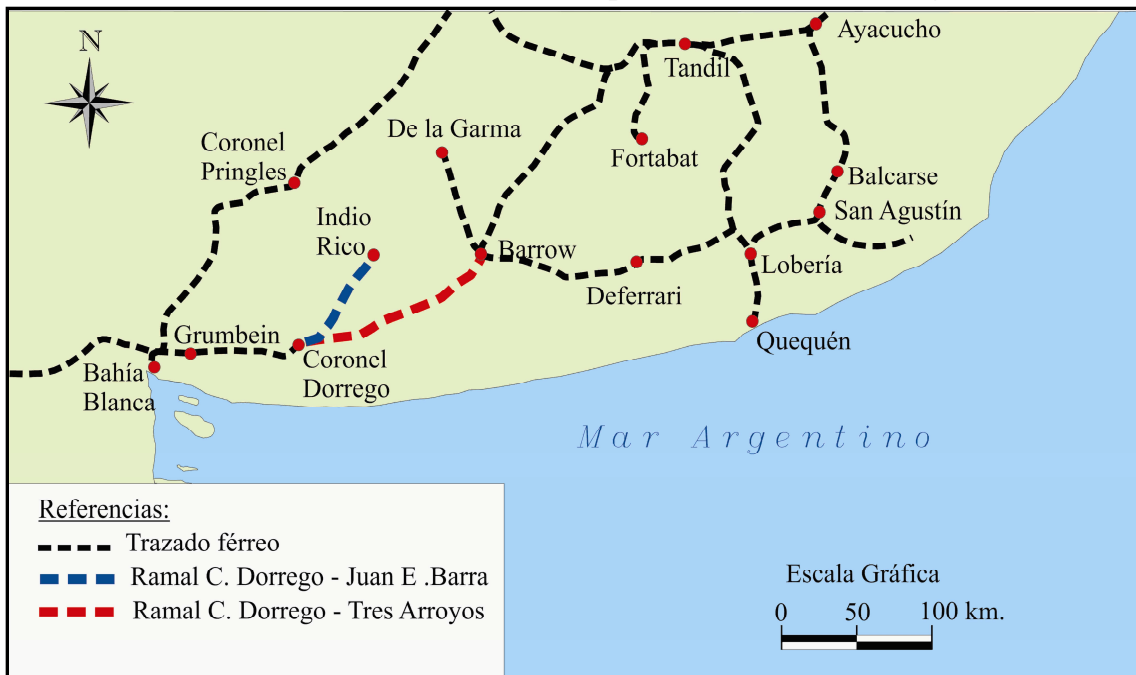 N
Ayacucho
Tandil
De la Garma
Coronel
Pringles
Fortabat
Balcarse
San Agustín
Indio
Rico
Barrow
Lobería
Deferrari
Grumbein
Quequén
Coroncl
Dorrego
Bahía
Blanca
Mar Argentino
Referencias:
Trazado férreo
Ramal C. Dorrego - Juan E .Barra
Ramal C. Dorrego - Tres Arroyos
Escala Gráfica
0 50 100 km.